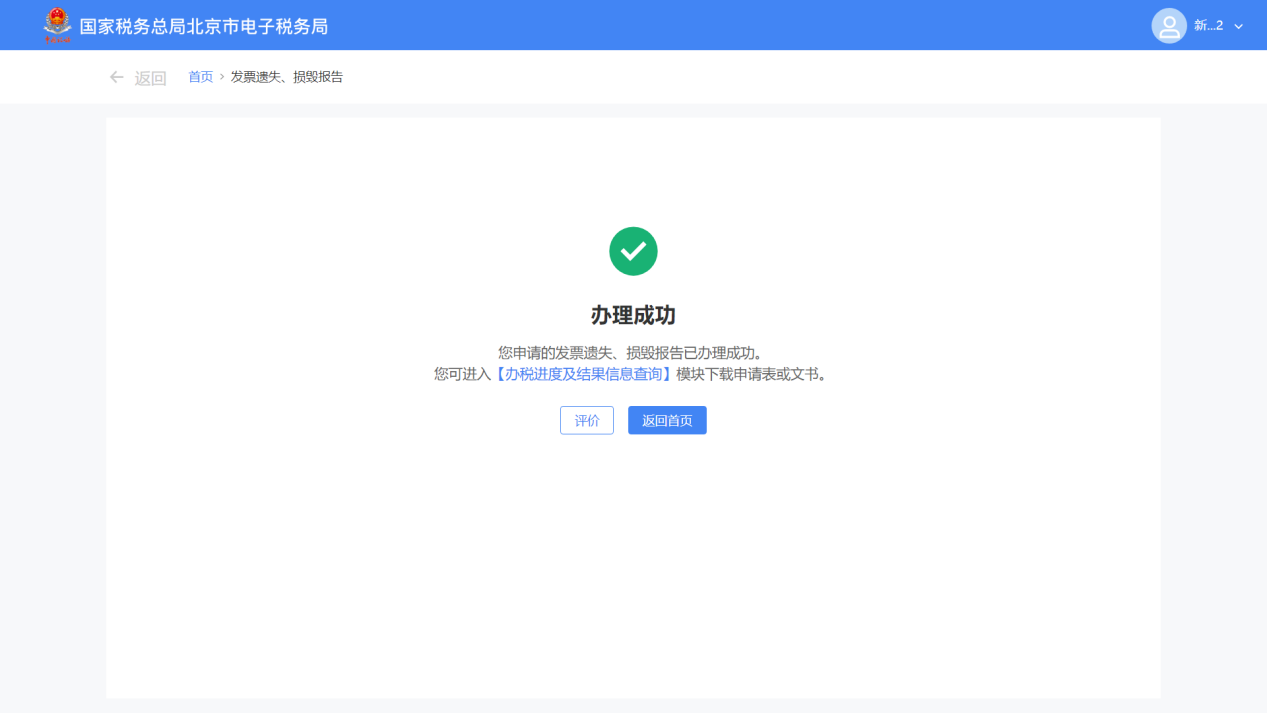 国家税务总局北京市电子税务局
新...2
返回 首页 > 发票遗失、损毁报告
办理成功
您申请的发票遗失、损毁报告已办理成功。
您可进入【办税进度及结果信息查询】模块下载申请表或文书。
评价 返回首页